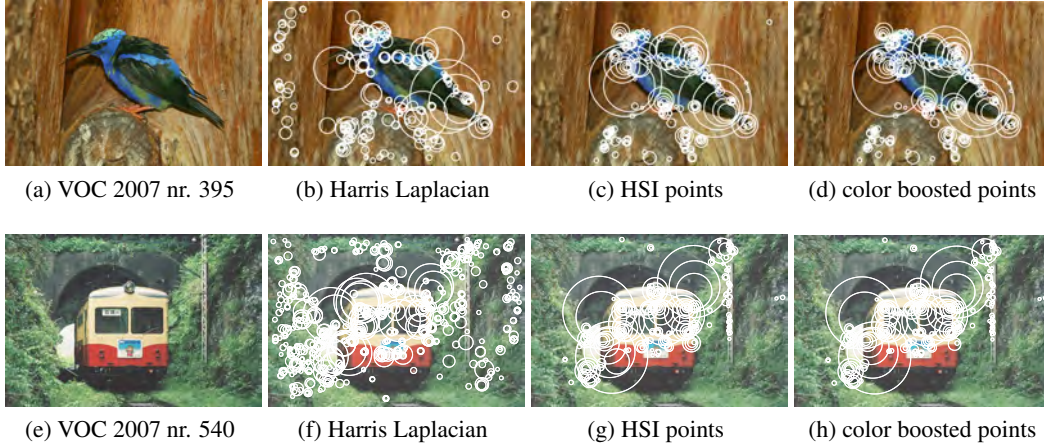 (a) VOC 2007 nr. 395 (b) Harris Laplacian (c) HSI points (d) color boosted points
(e) VOC 2007 nr. 540 (f) Harris Laplacian (g) HSI points (h) color boosted points